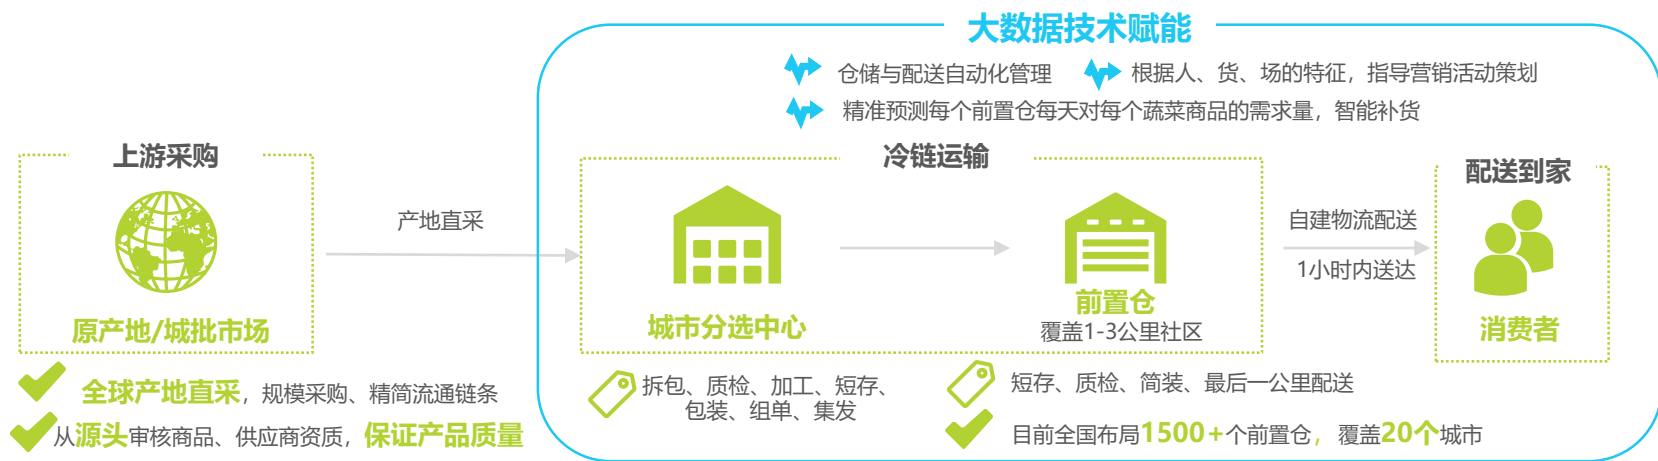 大数据技术赋能
仓储与配送自动化管理
根据人、货、场的特征，指导营销活动策划
精准预测每个前置仓每天对每个蔬菜商品的需求量，智能补货
上游采购
原产地/城批市场
产地直采
冷链运输
城市分选中心
前置仓
覆盖1-3公里社区
自建物流配送
1小时内送达
配送到家
消费者
全球产地直采，规模采购、精简流通链条
从源头审核商品、供应商资质，保证产品质量
拆包、质检、加工、短存、
包装、组单、集发
短存、质检、简装、最后一公里配送
目前全国布局1500+个前置仓，覆盖20个城市